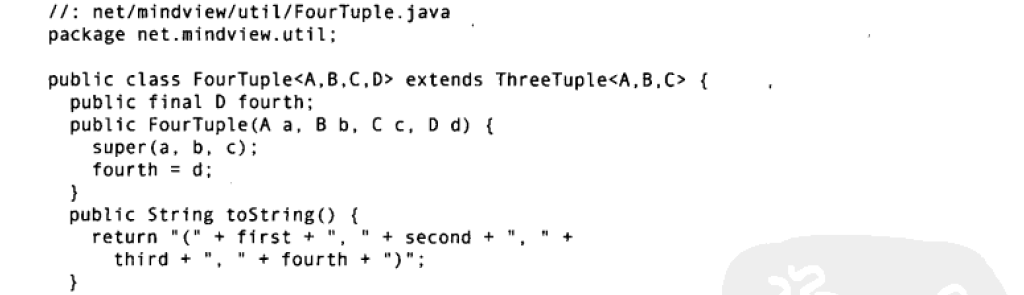 //: net/mindview/util/FourTuple.java
package net.mindview.util;
public class FourTuple<A,B,C,D> extends ThreeTuple<A,B,C> {
public final D fourth;
public FourTuple(A a, B b, C c, D d) {
super(a, b, c);
fourth = d;
}
public String toString() {
return "(" + first + ", " + second + ", " +
third + ", " + fourth + ")";
}